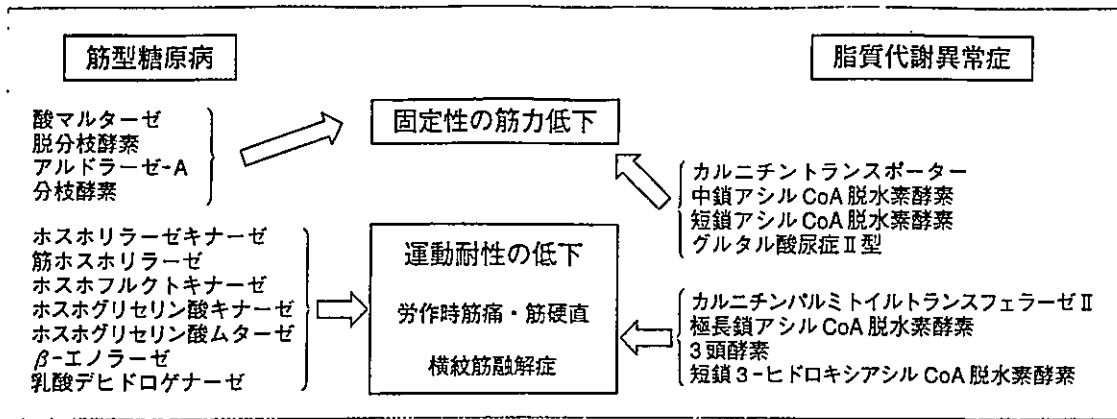 筋型糖原病
酸マルターゼ
脱分枝酵素
アルドラーゼ-A
分枝酵素
ホスホリラーゼキナーゼ
筋ホスホリラーゼ
ホスホフルクトキナーゼ
ホスホグリセリン酸キナーゼ
ホスホグリセリン酸ムターゼ
β-エノラーゼ
乳酸デヒドロゲナーゼ
固定性の筋力低下
運動耐性の低下
労作時筋痛・筋硬直
横紋筋融解症
脂質代謝異常症
カルニチントランスポーター
中鎖アシルCoA脱水素酵素
短鎖アシルCoA脱水素酵素
グルタル酸尿症Ⅱ型
カルニチンパルミトイルトランスフェラーゼⅡ
極長鎖アシルCoA脱水素酵素
3頭酵素
短鎖3-ヒドロキシアシルCoA脱水素酵素